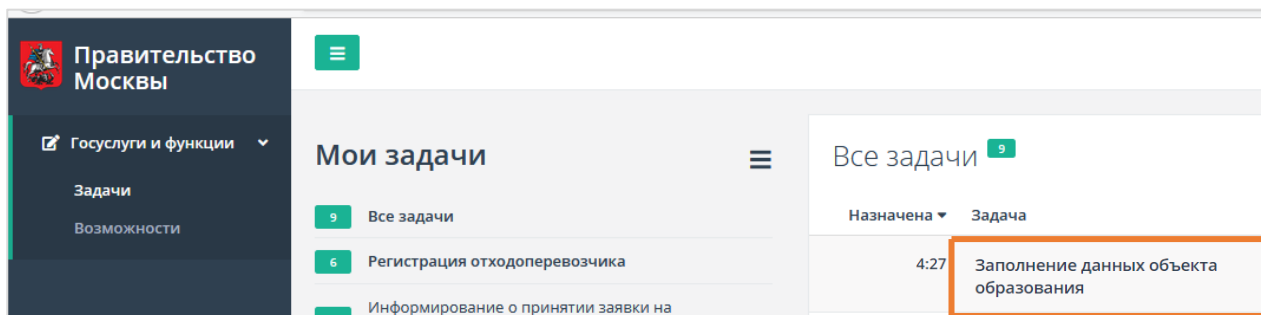 Правительство
Москвы
Госуслуги и функции
Задачи
Возможности
Мои задачи
9 Все задачи
6 Регистрация отходоперевозчика
Информирование о принятии заявки на
Все задачи 9
Назначена Задача
4:27 Заполнение данных объекта
образования